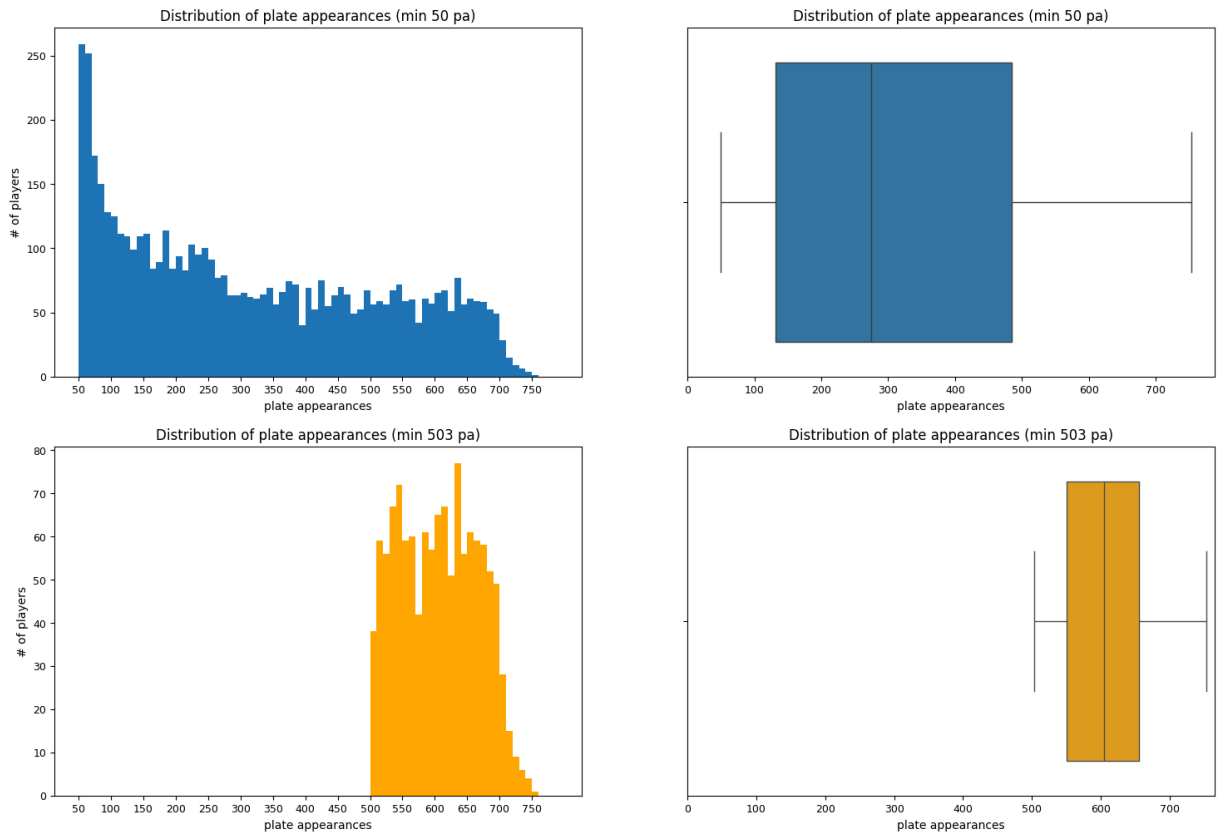 Distribution of plate appearances (min 50 pa)
# of players
250
200
150
100
50
0
50 100 150 200 250 300 350 400 450 500 550 600 650 700 750
plate appearances
Distribution of plate appearances (min 50 pa)
0 100 200 300 400 500 600 700
plate appearances
Distribution of plate appearances (min 503 pa)
# of players
80
70
60
50
40
30
20
10
0
50 100 150 200 250 300 350 400 450 500 550 600 650 700 750
plate appearances
Distribution of plate appearances (min 503 pa)
0 100 200 300 400 500 600 700
plate appearances